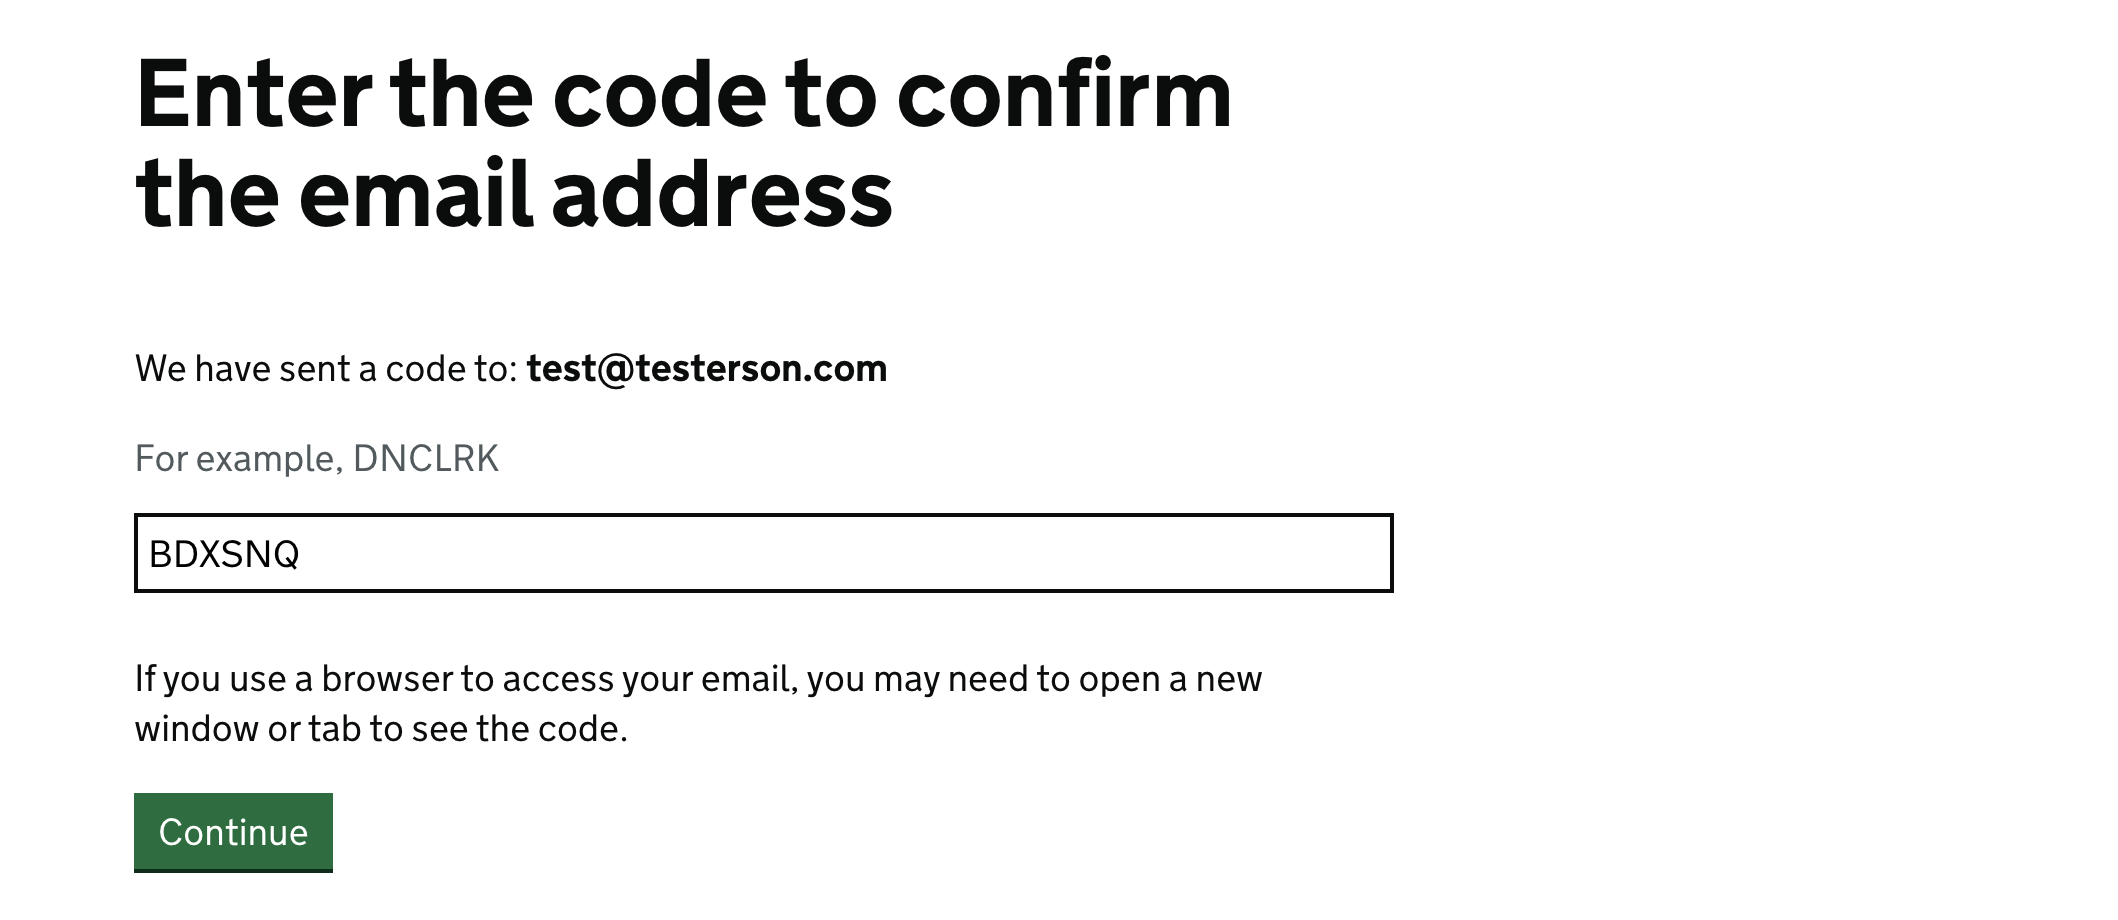 Enter the code to confirm
the email address
We have sent a code to: test@testerson.com
For example, DNCLRK
BDXSNQ
If you use a browser to access your email, you may need to open a new
window or tab to see the code.
Continue